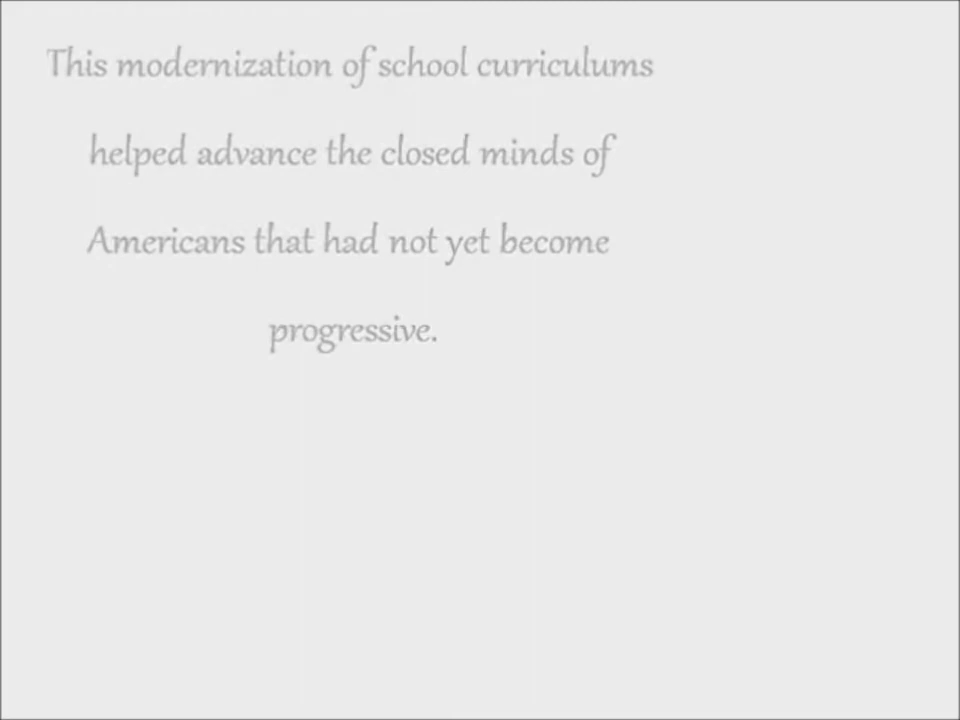 This modernization of school curriculums
helped advance the closed minds of
Americans that had not yet become
progressive.